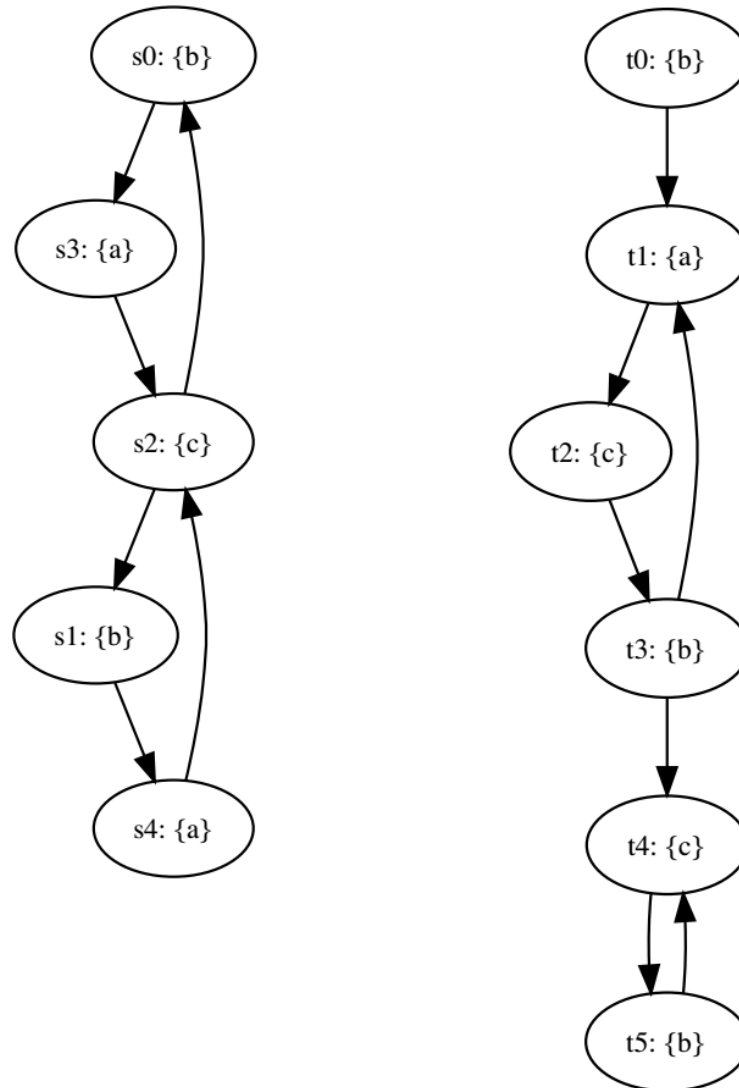 s0: {b}
s3: {a}
s2: {c}
s1: {b}
s4: {a}
t0: {b}
t1: {a}
t2: {c}
t3: {b}
t4: {c}
t5: {b}